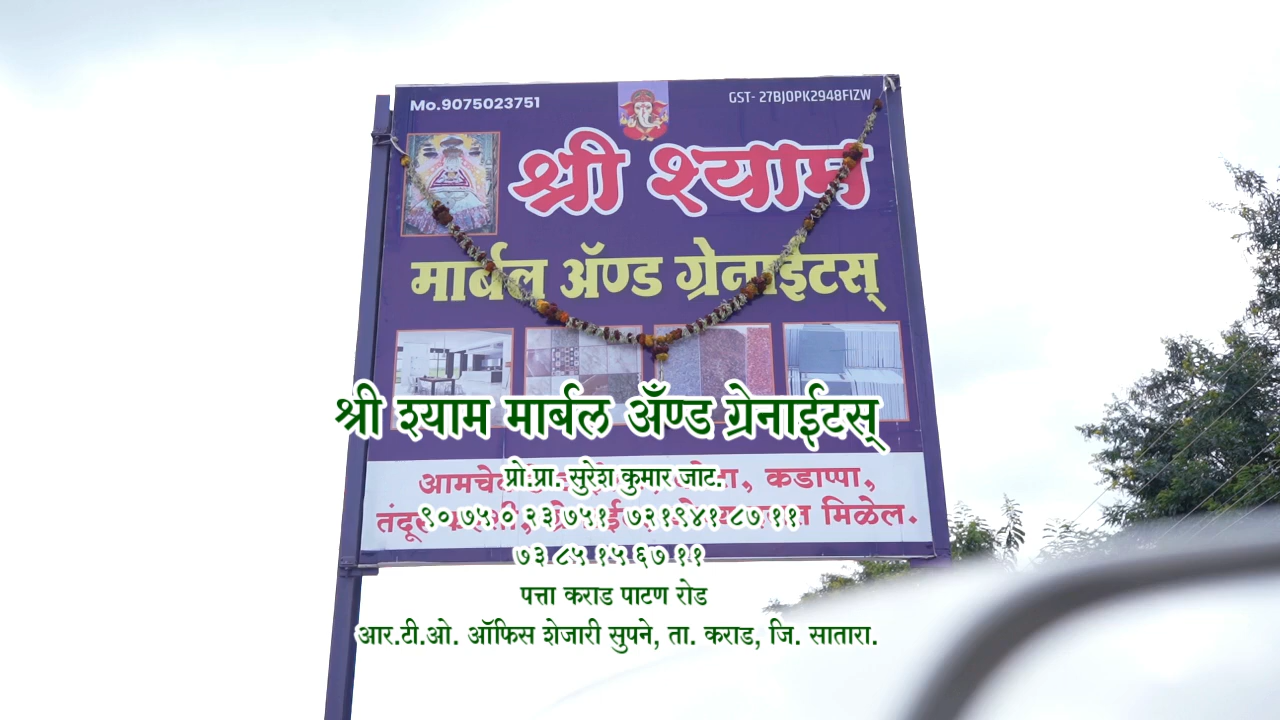 Mo.9075023751
GST- 27BJOPK2948F1ZW
श्री श्याम
मार्बल ॲण्ड ग्रेनाईटस्
श्री श्याम मार्बल अँण्ड ग्रेनाईटस्
आमचे कोटा, कडाप्पा,
प्रो.प्रा. सुरेश कुमार जाट.
तंदूर मिळेल.
९०७५०२३७५१ ७२१९४१८७११
७३८५१५६७११
पत्ता कराड पाटण रोड
आर.टी.ओ. ऑफिस शेजारी सुपने, ता. कराड, जि. सातारा.